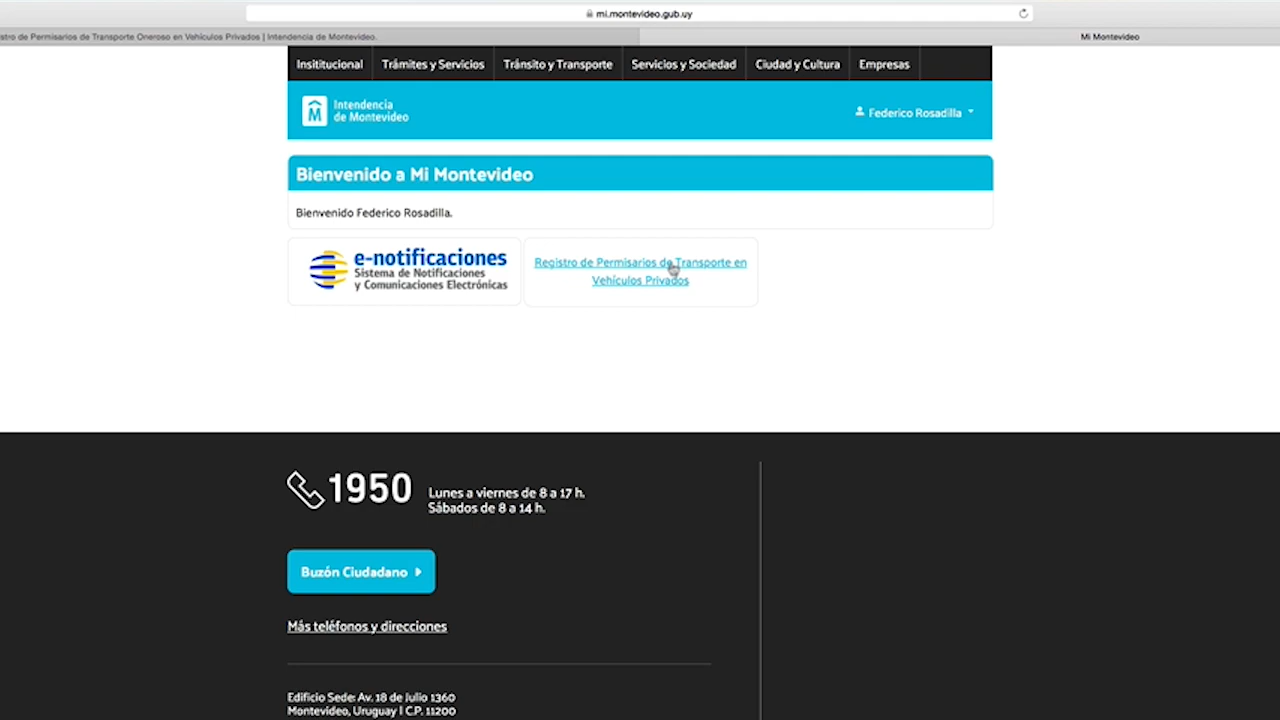 mi.montevideo.gub.uy
stro de Permisarios de Transporte Oneroso en Vehículos Privados | Intendencia de Montevideo.
Mi Montevideo
Insititucional
Trámites y Servicios
Tránsito y Transporte
Servicios y Sociedad
Ciudad y Cultura
Empresas
M
Intendencia
de Montevideo
Federico Rosadilla
Bienvenido a Mi Montevideo
Bienvenido Federico Rosadilla.
e-notificaciones
Sistema de Notificaciones
y Comunicaciones Electrónicas
Registro de Permisarios de Transporte en
Vehículos Privados
1950
Lunes a viernes de 8 a 17 h.
Sábados de 8 a 14 h.
Buzón Ciudadano
Más teléfonos y direcciones
Edificio Sede: Av. 18 de Julio 1360
Montevideo, Uruguay | C.P. 11200